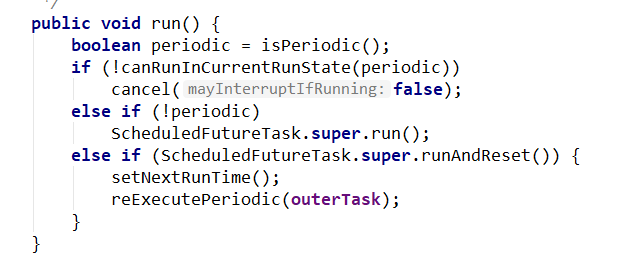 */
public void run() {
    boolean periodic = isPeriodic();
    if (!canRunInCurrentRunState(periodic))
        cancel( mayInterruptIfRunning: false);
    else if (!periodic)
        ScheduledFutureTask.super.run();
    else if (ScheduledFutureTask.super.runAndReset()) {
        setNextRunTime();
        reExecutePeriodic(outerTask);
    }
}